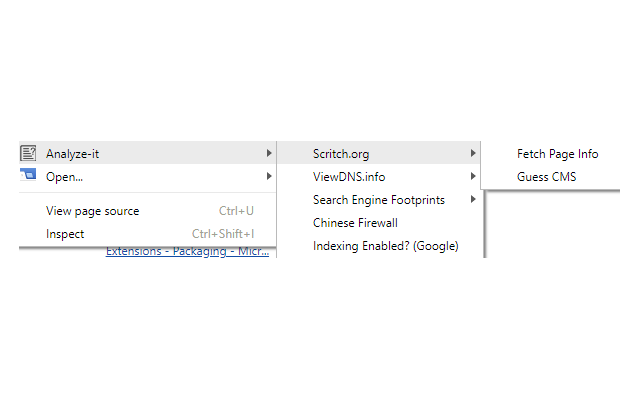 Analyze-it
Open...
View page source Ctrl+U
Inspect Ctrl+Shift+I
Extensions - Packaging - Micr...
Scritch.org
ViewDNS.info
Search Engine Footprints
Chinese Firewall
Indexing Enabled? (Google)
Fetch Page Info
Guess CMS